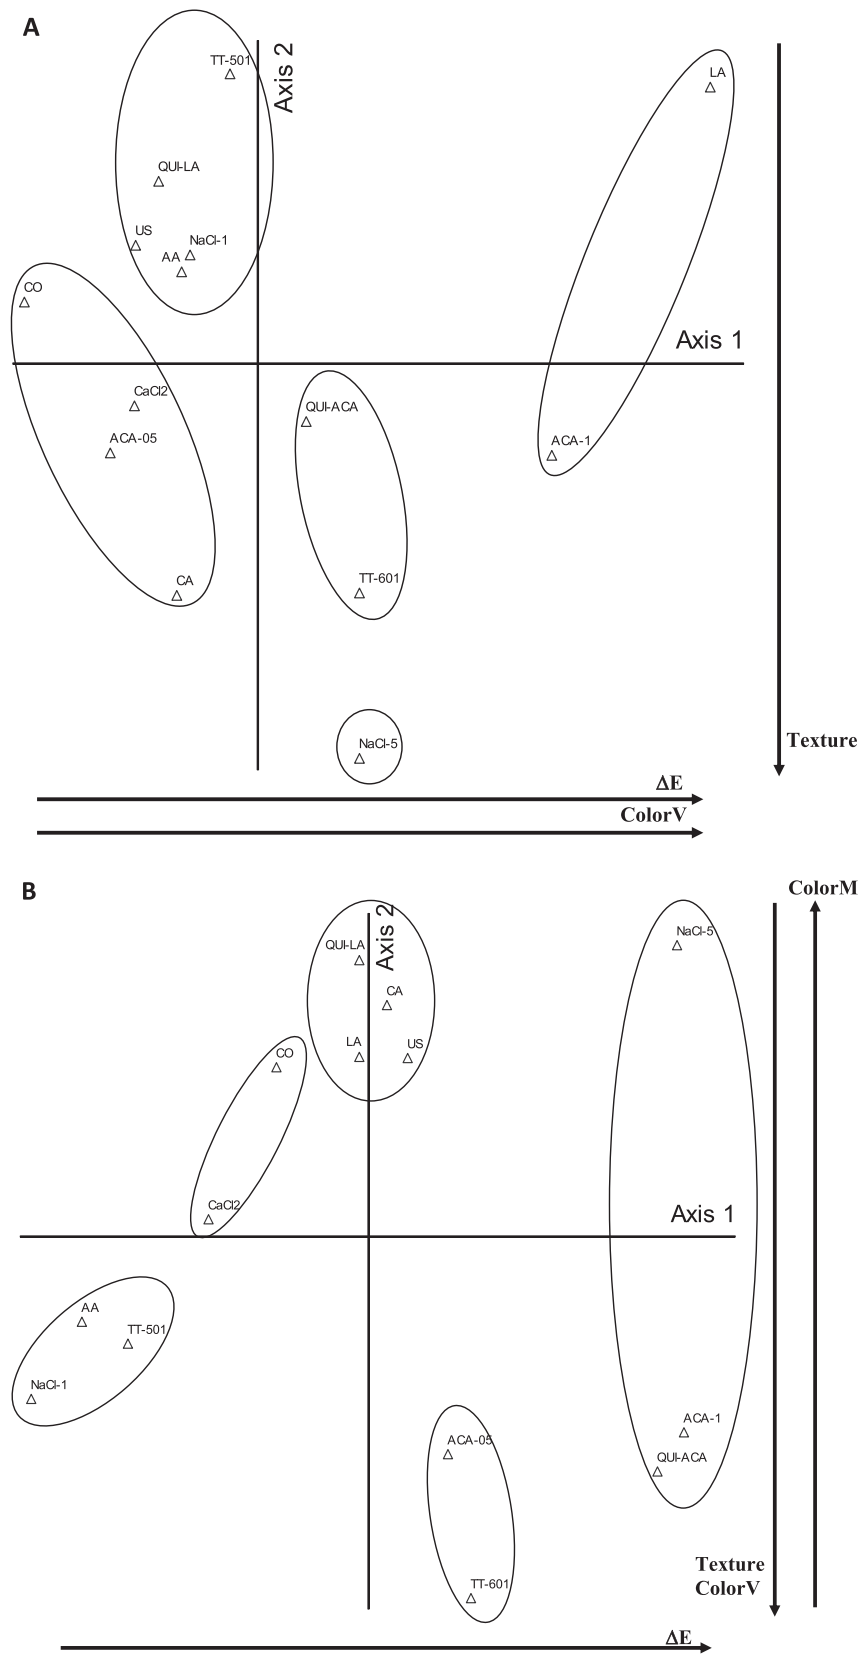 A
TT-501
Axis 2
LA
QUI-LA
US
NaCl-1
AA
CO
Axis 1
CaCl2
QUI-ACA
ACA-05
ACA-1
TT-601
CA
NaCl-5
Texture
ΔE
ColorV
B
ColorM
Axis 2
NaCl-5
QUI-LA
CA
LA
US
CO
CaCl2
Axis 1
AA
TT-501
NaCl-1
ACA-1
ACA-05
QUI-ACA
Texture
TT-601
ColorV
ΔE